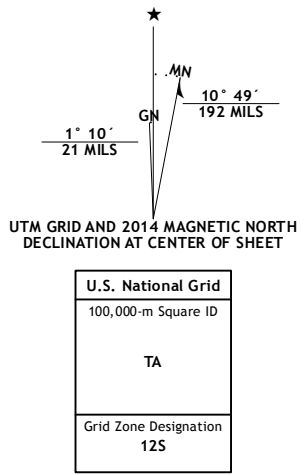 MN
GN
10° 49´
192 MILS
1° 10´
21 MILS
UTM GRID AND 2014 MAGNETIC NORTH
DECLINATION AT CENTER OF SHEET
U.S. National Grid
100,000-m Square ID
TA
Grid Zone Designation
12S